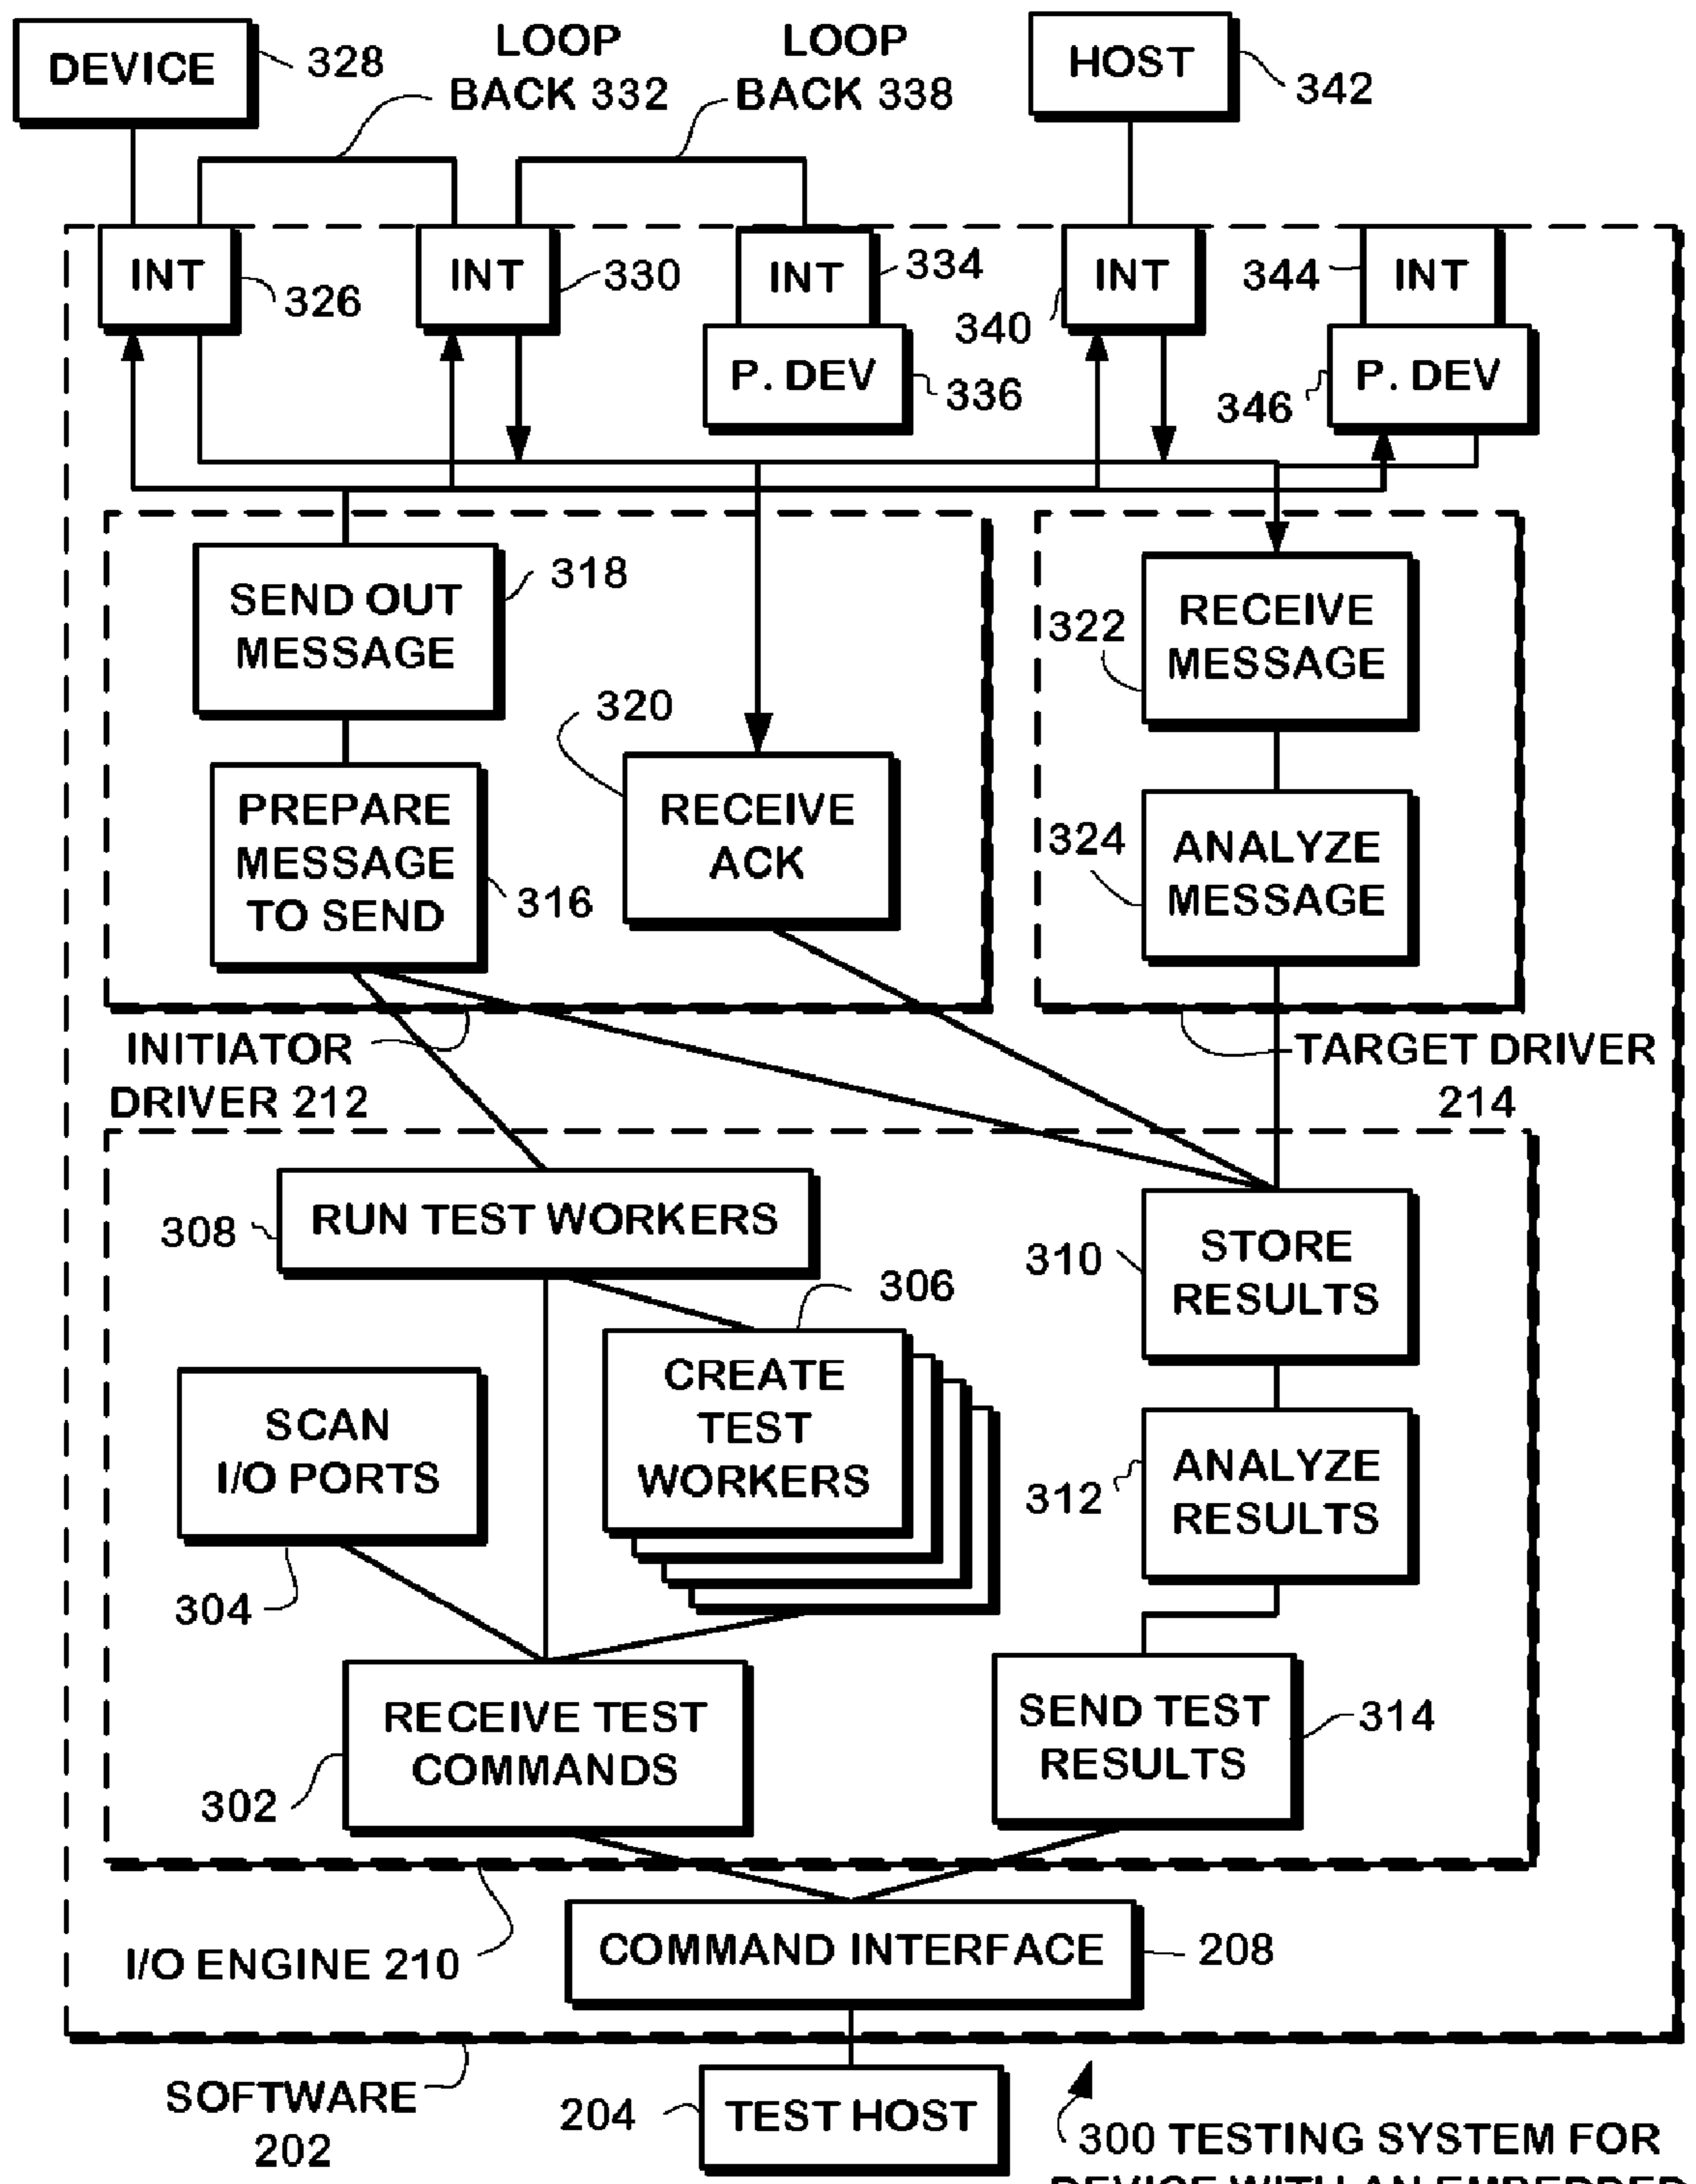 DEVICE
328
LOOP
BACK 332
LOOP
BACK 338
HOST
342
INT
326
INT
330
INT
334
P. DEV
336
INT
340
INT
344
P. DEV
346
SEND OUT
MESSAGE
318
PREPARE
MESSAGE
TO SEND
316
320
RECEIVE
ACK
322
RECEIVE
MESSAGE
324
ANALYZE
MESSAGE
INITIATOR
DRIVER 212
TARGET DRIVER
214
308
RUN TEST WORKERS
306
CREATE
TEST
WORKERS
SCAN
I/O PORTS
304
310
STORE
RESULTS
312
ANALYZE
RESULTS
RECEIVE TEST
COMMANDS
302
SEND TEST
RESULTS
314
I/O ENGINE 210
COMMAND INTERFACE
208
SOFTWARE
202
204
TEST HOST
300 TESTING SYSTEM FOR
DEVICE WITH AN EMBEDDED